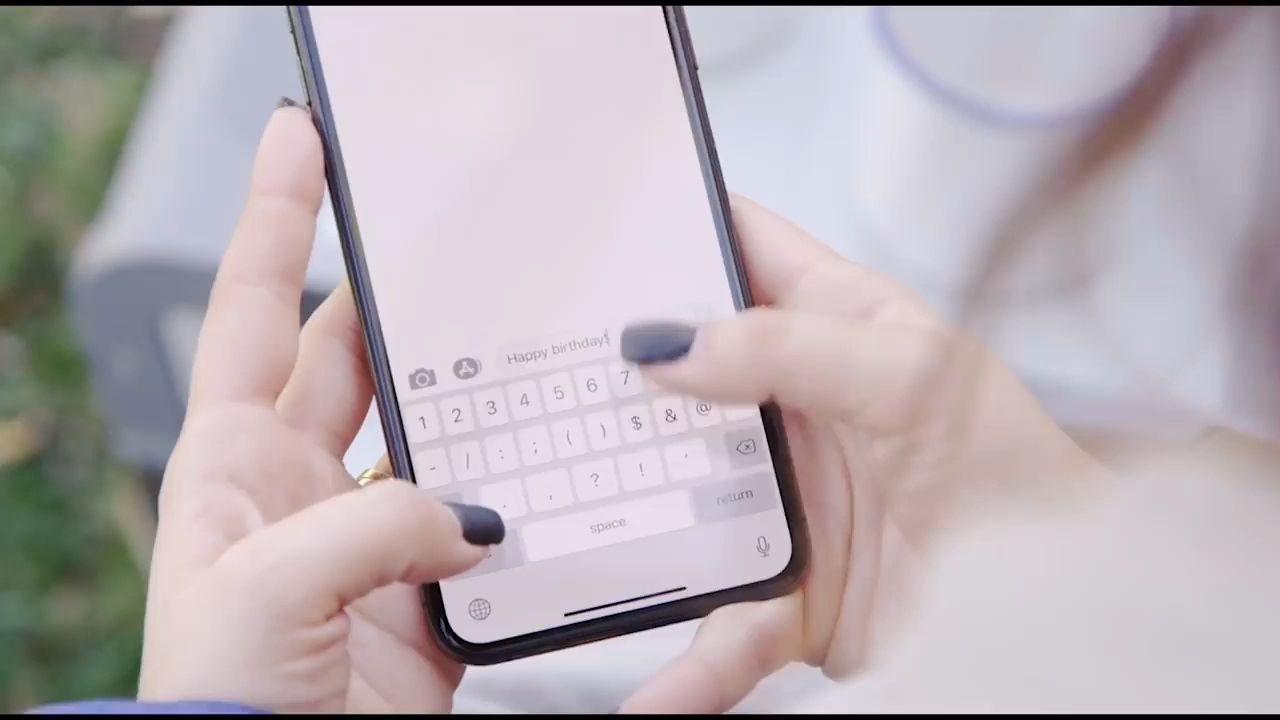 Happy birthday!
1 2 3 4 5 6 7
- / : ; ( ) $ & @
. , ? ! '
space return